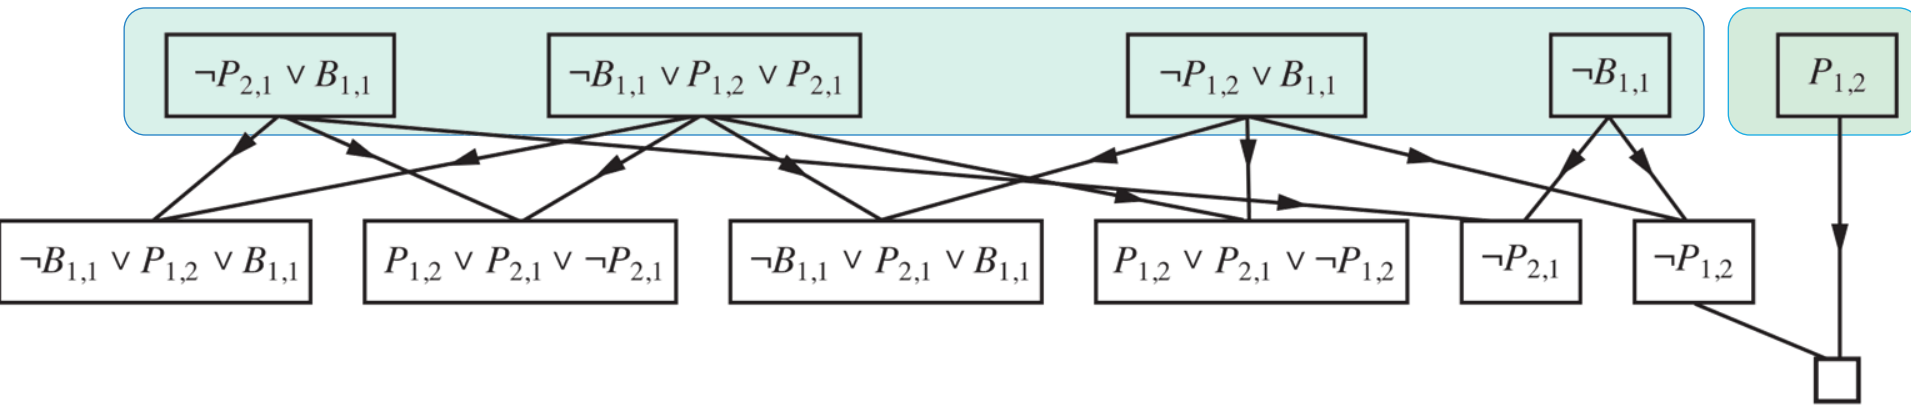 ¬P2,1 ∨ B1,1
¬B1,1 ∨ P1,2 ∨ P2,1
¬P1,2 ∨ B1,1
¬B1,1
P1,2
¬B1,1 ∨ P1,2 ∨ B1,1
P1,2 ∨ P2,1 ∨ ¬P2,1
¬B1,1 ∨ P2,1 ∨ B1,1
P1,2 ∨ P2,1 ∨ ¬P1,2
¬P2,1
¬P1,2